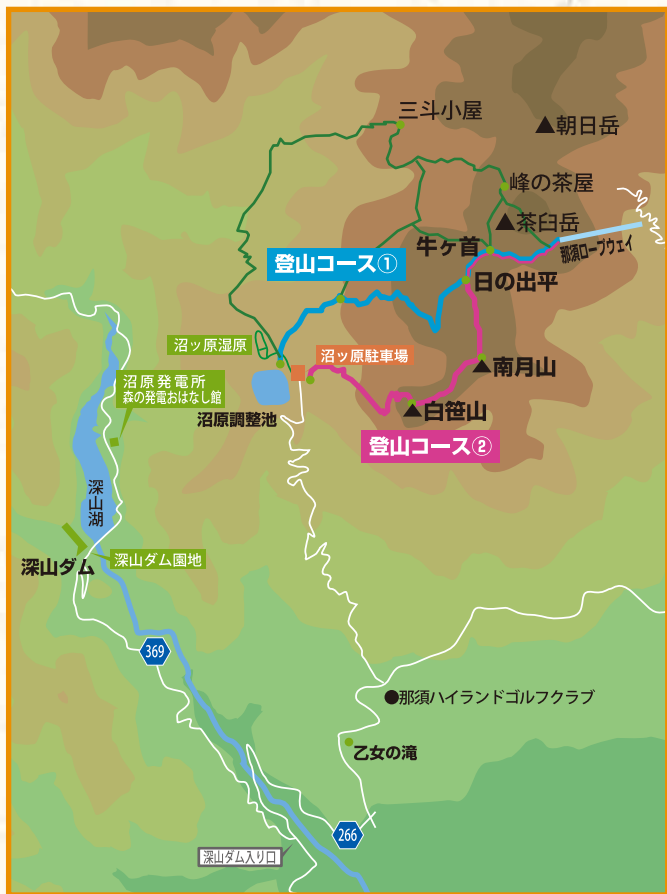 三斗小屋
朝日岳
峰の茶屋
茶臼岳
牛ヶ首
那須ロープウェイ
登山コース①
日の出平
沼ッ原湿原
沼ッ原駐車場
南月山
沼原発電所
森の発電おはなし館
沼原調整池
白笹山
登山コース②
深山湖
深山ダム園地
深山ダム
369
那須ハイランドゴルフクラブ
乙女の滝
266
深山ダム入り口